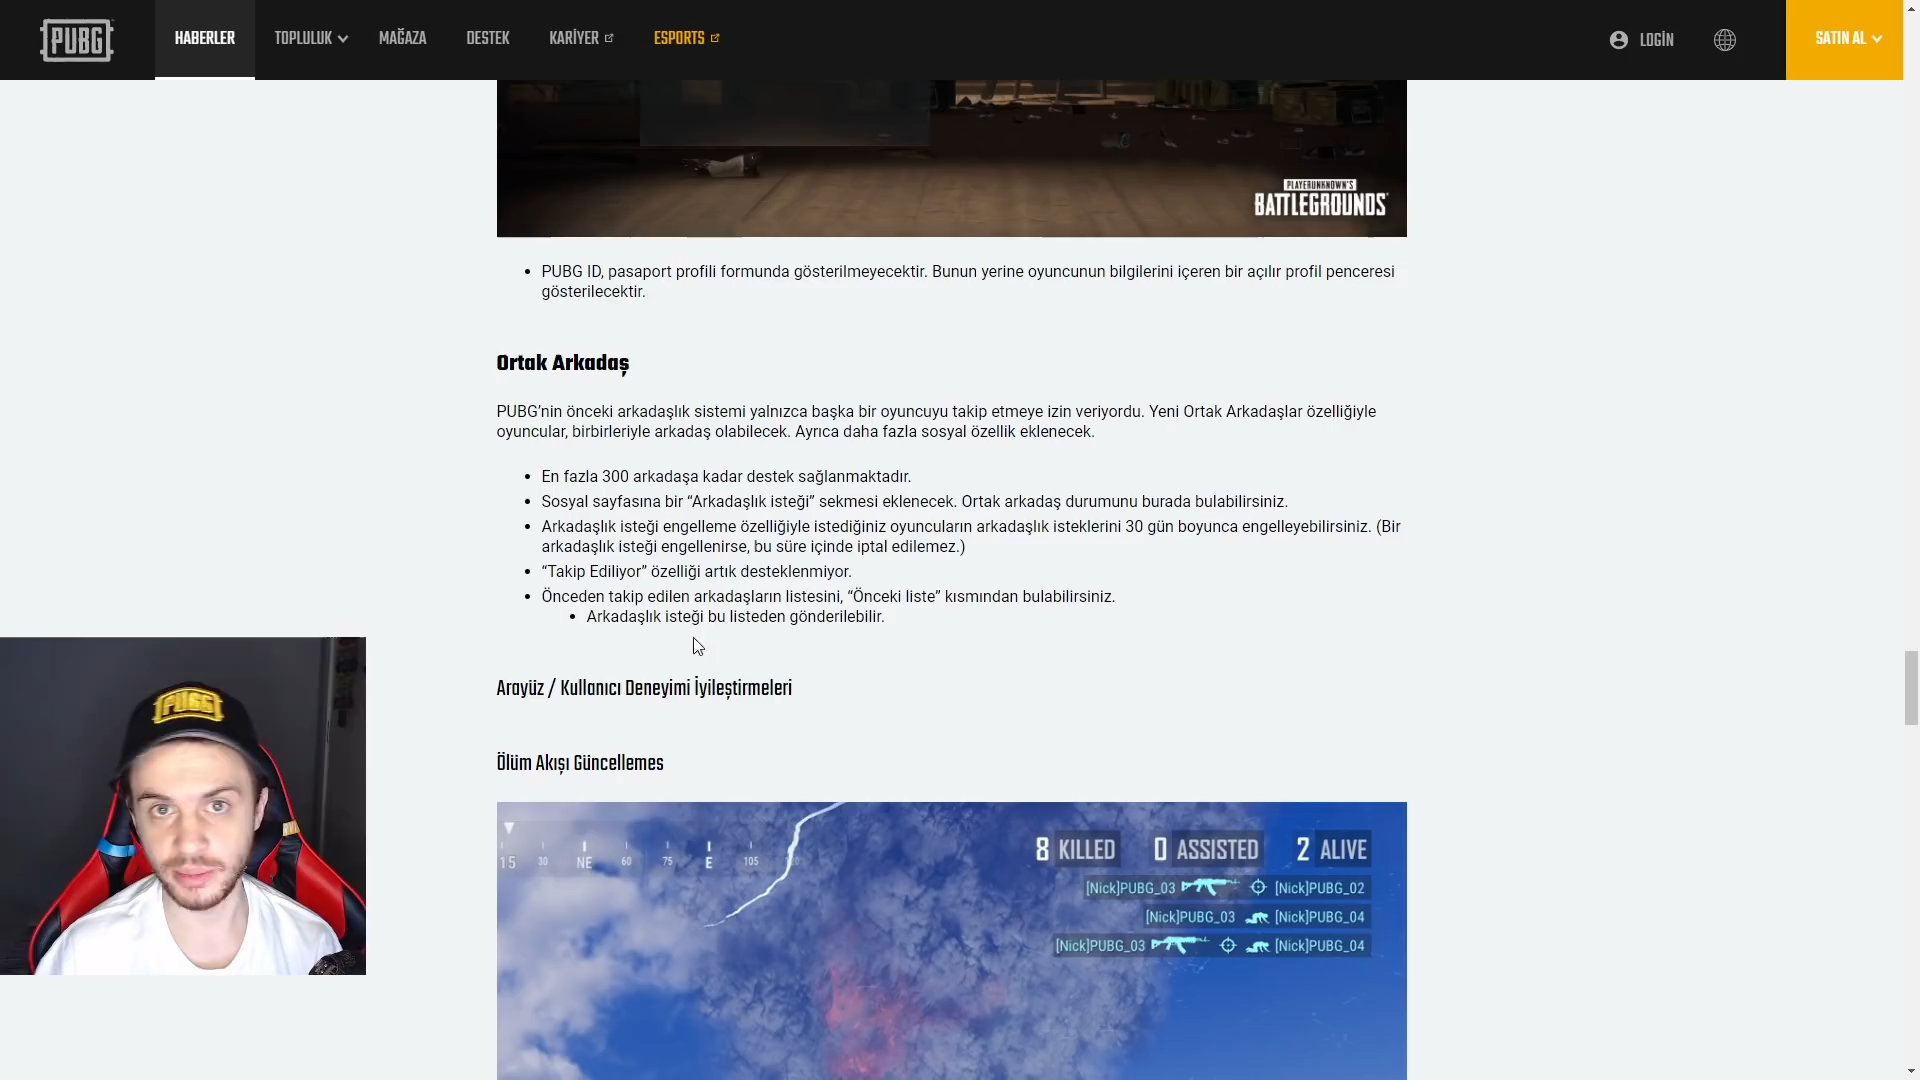 PUBG
HABERLER
TOPLULUK
MAĞAZA
DESTEK
KARİYER
ESPORTS
LOGİN
SATIN AL
PLAYERUNKNOWN'S
BATTLEGROUNDS
• PUBG ID, pasaport profili formunda gösterilmeyecektir. Bunun yerine oyuncunun bilgilerini içeren bir açılır profil penceresi
gösterilecektir.
Ortak Arkadaş
PUBG’nin önceki arkadaşlık sistemi yalnızca başka bir oyuncuyu takip etmeye izin veriyordu. Yeni Ortak Arkadaşlar özelliğiyle
oyuncular, birbirleriyle arkadaş olabilecek. Ayrıca daha fazla sosyal özellik eklenecek.
• En fazla 300 arkadaşa kadar destek sağlanmaktadır.
• Sosyal sayfasına bir “Arkadaşlık isteği” sekmesi eklenecek. Ortak arkadaş durumunu burada bulabilirsiniz.
• Arkadaşlık isteği engelleme özelliğiyle istediğiniz oyuncuların arkadaşlık isteklerini 30 gün boyunca engelleyebilirsiniz. (Bir
arkadaşlık isteği engellenirse, bu süre içinde iptal edilemez.)
• “Takip Ediliyor” özelliği artık desteklenmiyor.
• Önceden takip edilen arkadaşların listesini, “Önceki liste” kısmından bulabilirsiniz.
• Arkadaşlık isteği bu listeden gönderilebilir.
Arayüz / Kullanıcı Deneyimi İyileştirmeleri
Ölüm Akışı Güncellemes
PUBG
15 30 NE 60 75 E 105 120
8 KILLED 0 ASSISTED 2 ALIVE
[Nick]PUBG_03 [Nick]PUBG_02
[Nick]PUBG_03 [Nick]PUBG_04
[Nick]PUBG_03 [Nick]PUBG_04